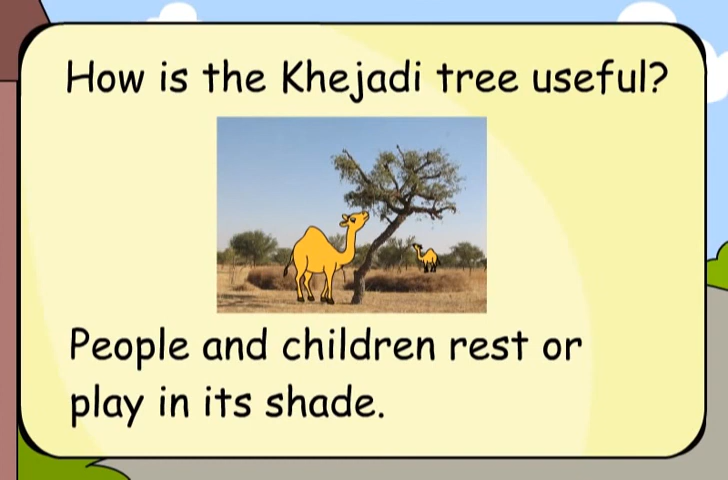 How is the Khejadi tree useful?
People and children rest or
play in its shade.